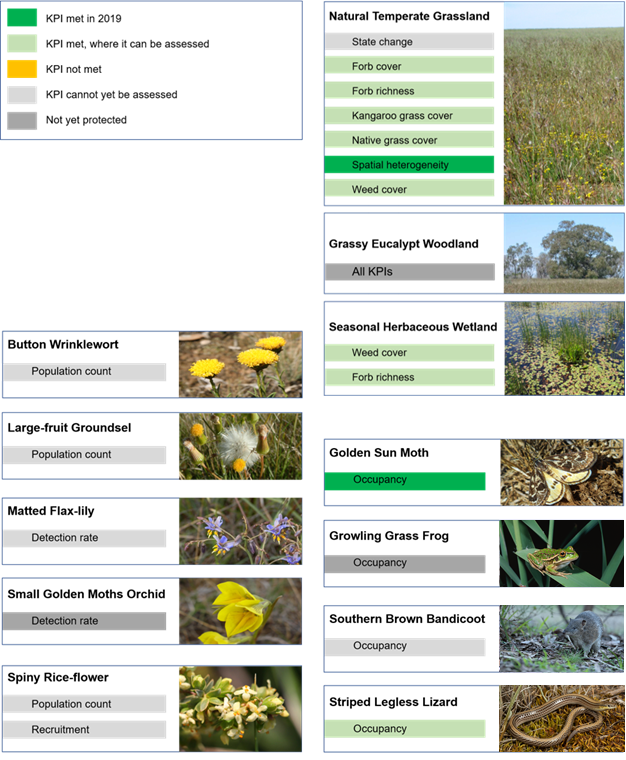 KPI met in 2019
KPI met, where it can be assessed
KPI not met
KPI cannot yet be assessed
Not yet protected
Natural Temperate Grassland
State change
Forb cover
Forb richness
Kangaroo grass cover
Native grass cover
Spatial heterogeneity
Weed cover
Grassy Eucalypt Woodland
All KPIs
Seasonal Herbaceous Wetland
Weed cover
Forb richness
Button Wrinklewort
Population count
Large-fruit Groundsel
Population count
Matted Flax-lily
Detection rate
Small Golden Moths Orchid
Detection rate
Spiny Rice-flower
Population count
Recruitment
Golden Sun Moth
Occupancy
Growling Grass Frog
Occupancy
Southern Brown Bandicoot
Occupancy
Striped Legless Lizard
Occupancy